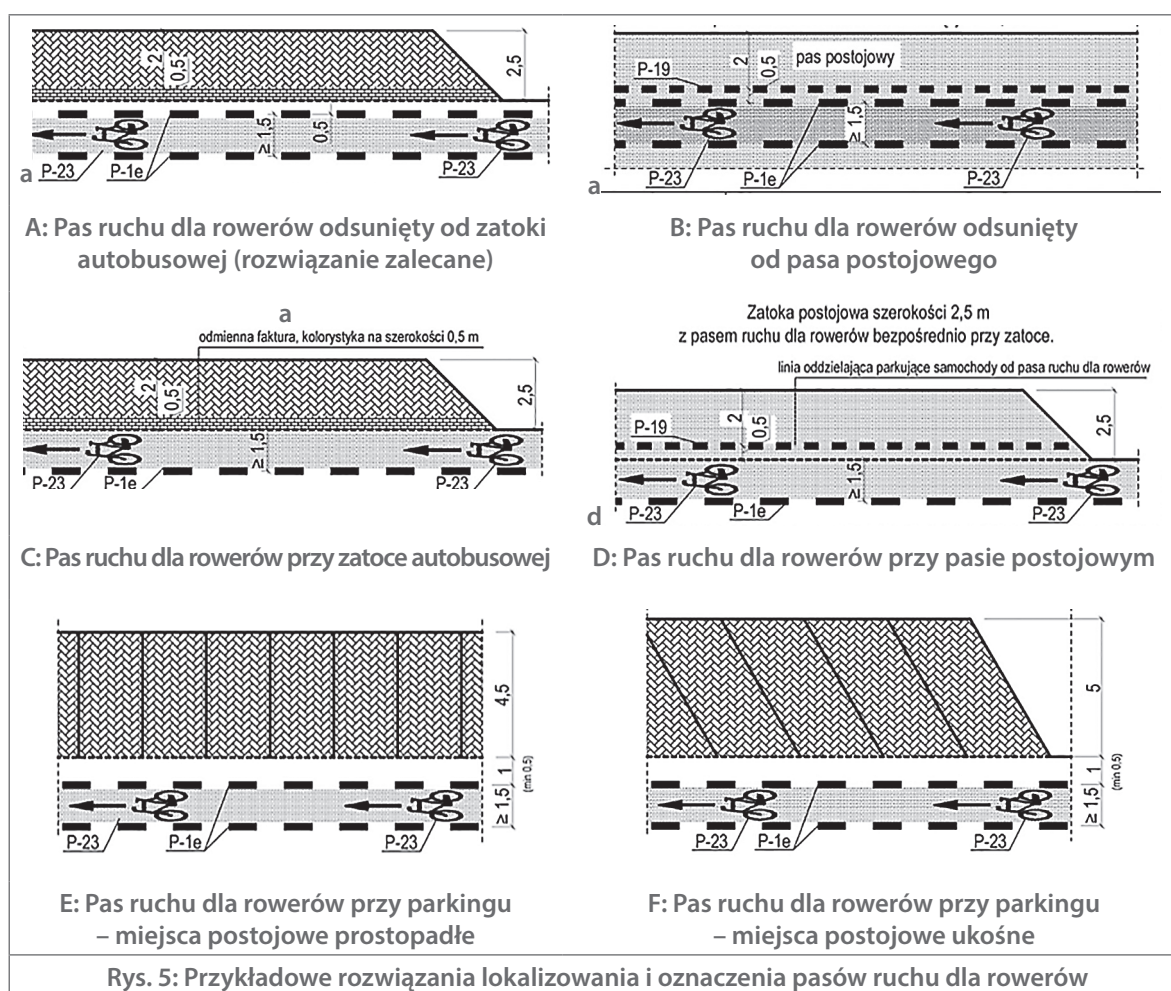 2
0,5
2,5
≥ 1,5
0,5
P-23
P-1e
P-23
a
A: Pas ruchu dla rowerów odsunięty od zatoki
autobusowej (rozwiązanie zalecane)
P-19
2
0,5
pas postojowy
≥ 1,5
P-23
P-1e
P-23
a
B: Pas ruchu dla rowerów odsunięty
od pasa postojowego
a
odmienna faktura, kolorystyka na szerokości 0,5 m
2
0,5
2,5
≥ 1,5
P-23
P-1e
P-23
C: Pas ruchu dla rowerów przy zatoce autobusowej
Zatoka postojowa szerokości 2,5 m
z pasem ruchu dla rowerów bezpośrednio przy zatoce.
linia oddzielająca parkujące samochody od pasa ruchu dla rowerów
P-19
2
0,5
2,5
≥ 1,5
d
P-23
P-1e
P-23
D: Pas ruchu dla rowerów przy pasie postojowym
4,5
1
(min 0.5)
≥ 1,5
P-23
P-1e
P-23
E: Pas ruchu dla rowerów przy parkingu
– miejsca postojowe prostopadłe
5
1
(min 0.5)
≥ 1,5
P-23
P-1e
P-23
F: Pas ruchu dla rowerów przy parkingu
– miejsca postojowe ukośne
Rys. 5: Przykładowe rozwiązania lokalizowania i oznaczenia pasów ruchu dla rowerów